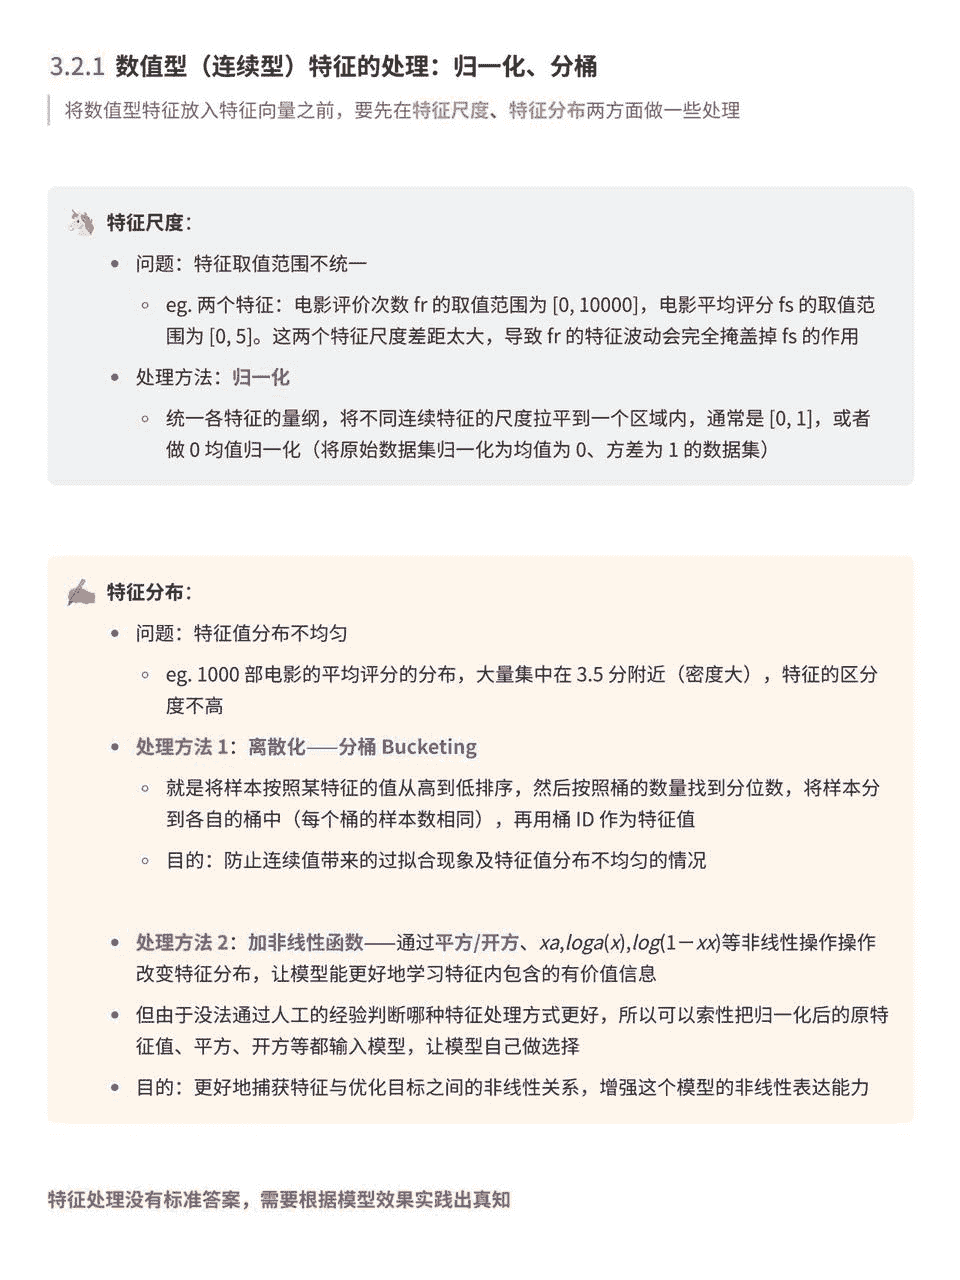 3.2.1 数值型（连续型）特征的处理：归一化、分桶
将数值型特征放入特征向量之前，要先在特征尺度、特征分布两方面做一些处理
特征尺度：
• 问题：特征取值范围不统一
◦ eg. 两个特征：电影评价次数 fr 的取值范围为 [0, 10000]，电影平均评分 fs 的取值范
围为 [0, 5]。这两个特征尺度差距太大，导致 fr 的特征波动会完全掩盖掉 fs 的作用
• 处理方法：归一化
◦ 统一各特征的量纲，将不同连续特征的尺度拉平到一个区域内，通常是 [0, 1]，或者
做 0 均值归一化（将原始数据集归一化为均值为 0、方差为 1 的数据集）
特征分布：
• 问题：特征值分布不均匀
◦ eg. 1000 部电影的平均评分的分布，大量集中在 3.5 分附近（密度大），特征的区分
度不高
• 处理方法 1：离散化——分桶 Bucketing
◦ 就是将样本按照某特征的值从高到低排序，然后按照桶的数量找到分位数，将样本分
到各自的桶中（每个桶的样本数相同），再用桶 ID 作为特征值
◦ 目的：防止连续值带来的过拟合现象及特征值分布不均匀的情况
• 处理方法 2：加非线性函数——通过平方/开方、xa,loga(x),log(1−xx)等非线性操作操作
改变特征分布，让模型能更好地学习特征内包含的有价值信息
• 但由于没法通过人工的经验判断哪种特征处理方式更好，所以可以索性把归一化后的原特
征值、平方、开方等都输入模型，让模型自己做选择
• 目的：更好地捕获特征与优化目标之间的非线性关系，增强这个模型的非线性表达能力
特征处理没有标准答案，需要根据模型效果实践出真知